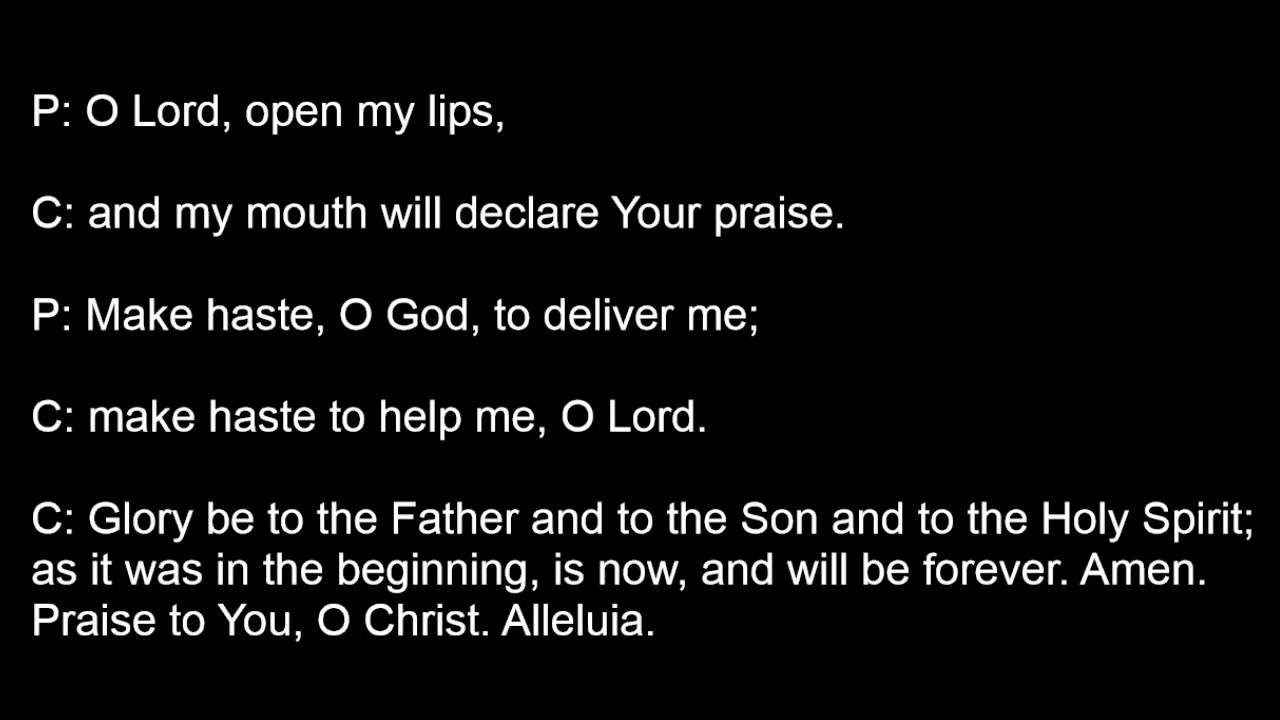 P: O Lord, open my lips,
C: and my mouth will declare Your praise.
P: Make haste, O God, to deliver me;
C: make haste to help me, O Lord.
C: Glory be to the Father and to the Son and to the Holy Spirit;
as it was in the beginning, is now, and will be forever. Amen.
Praise to You, O Christ. Alleluia.